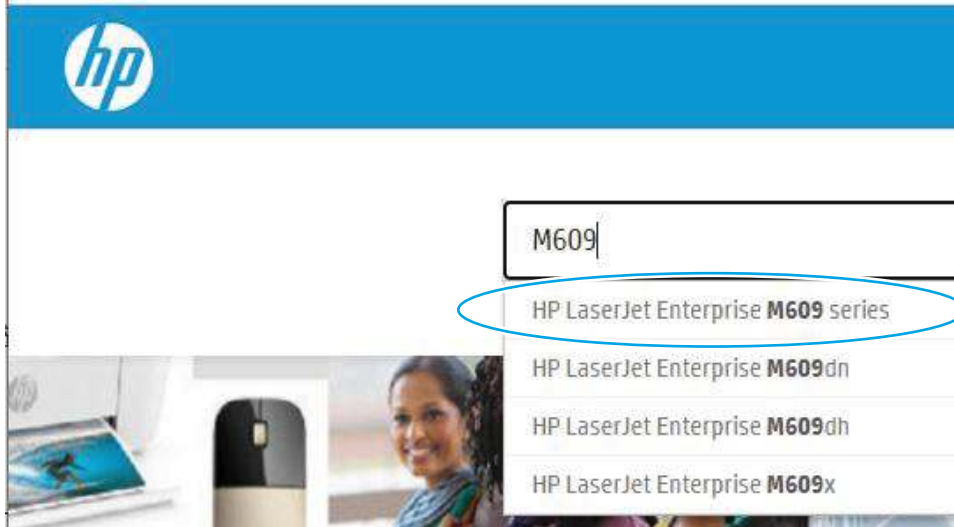 hp
M609
HP LaserJet Enterprise M609 series
HP LaserJet Enterprise M609dn
HP LaserJet Enterprise M609dh
HP LaserJet Enterprise M609x